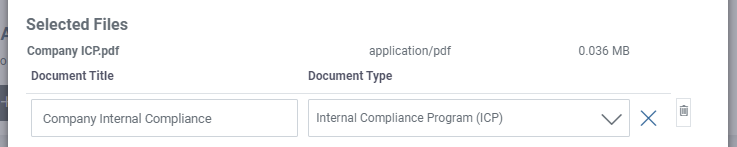 Selected Files
Company ICP.pdf application/pdf 0.036 MB
Document Title Document Type
Company Internal Compliance Internal Compliance Program (ICP)